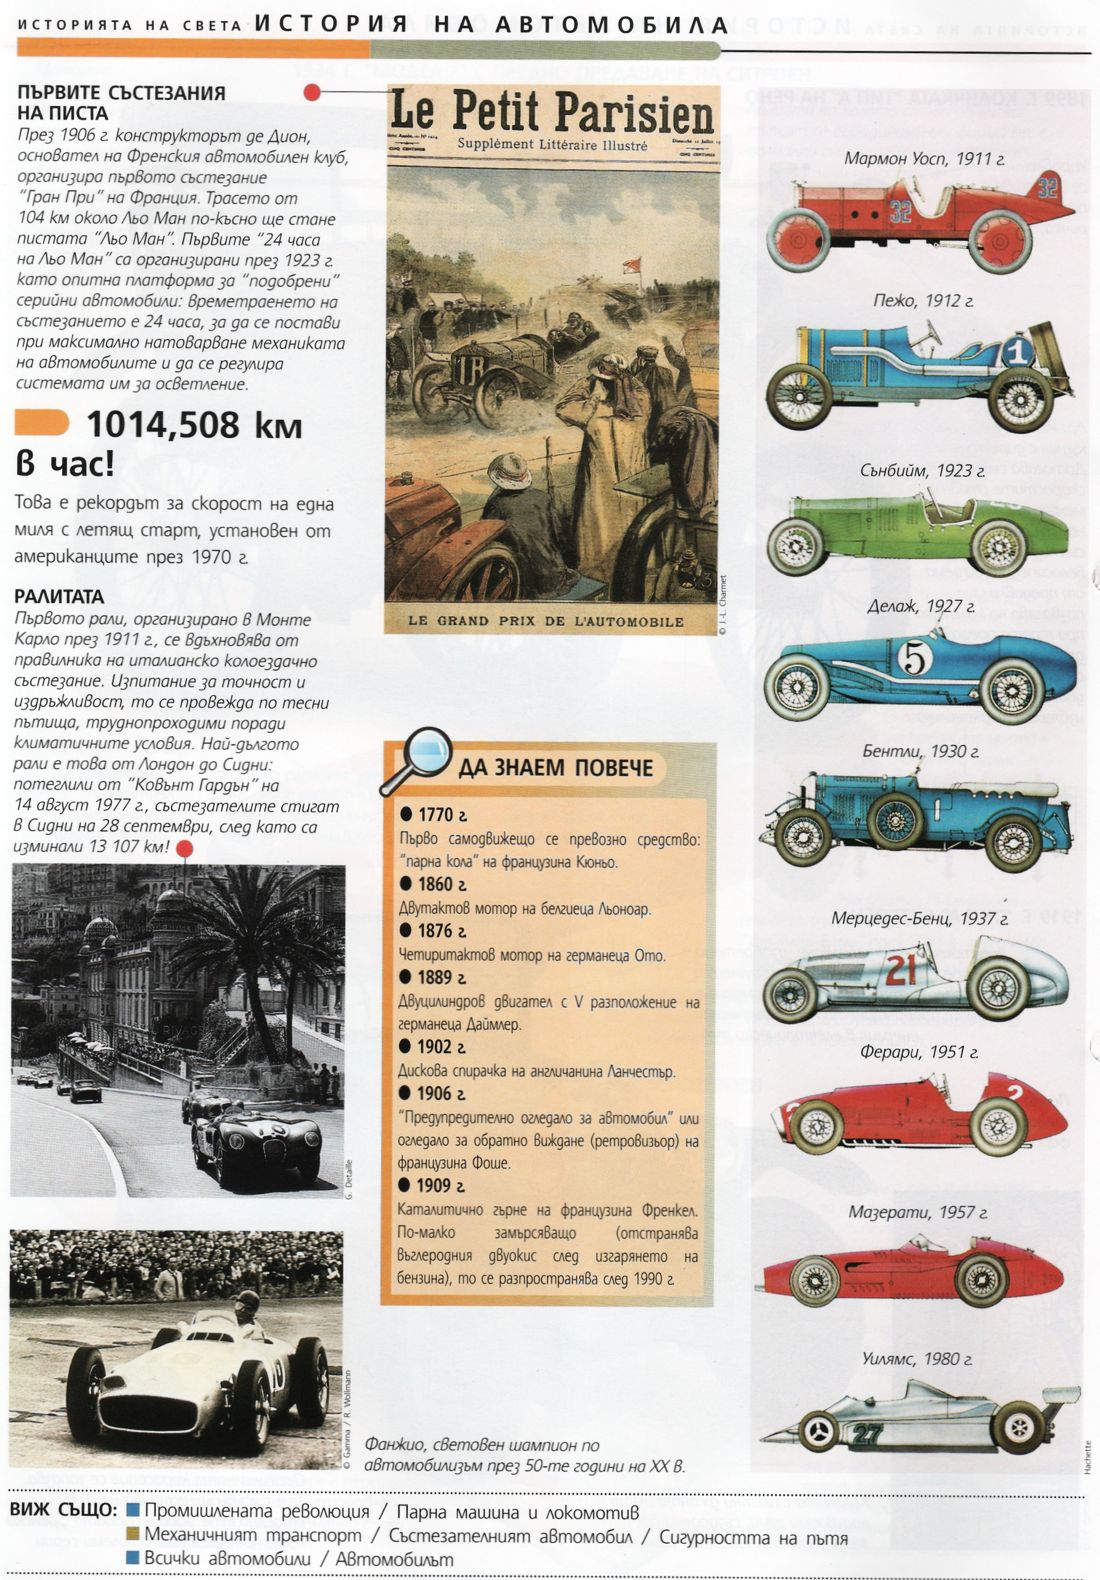 ИСТОРИЯТА НА СВЕТА ИСТОРИЯ НА АВТОМОБИЛА
ПЪРВИТЕ СЪСТЕЗАНИЯ
НА ПИСТА
През 1906 г. конструкторът де Дион,
основател на Френския автомобилен клуб,
организира първото състезание
“Гран При” на Франция. Трасето от
104 км около Льо Ман по-късно ще стане
пистата “Льо Ман”. Първите “24 часа
на Льо Ман” са организирани през 1923 г.
като опитна платформа за “подобрени”
серийни автомобили: времетраенето на
състезанието е 24 часа, за да се постави
при максимално натоварване механиката
на автомобилите и да се регулира
системата им за осветление.
1014,508 км
в час!
Това е рекордът за скорост на една
миля с летящ старт, установен от
американците през 1970 г.
РАЛИТАТА
Първото рали, организирано в Монте
Карло през 1911 г., се вдъхновява от
правилника на италианско колоездачно
състезание. Изпитание за точност и
издръжливост, то се провежда по тесни
пътища, труднопроходими поради
климатичните условия. Най-дългото
рали е това от Лондон до Сидни:
потеглили от “Ковънт Гардън” на
14 август 1977 г., състезателите стигат
в Сидни на 28 септември, след като са
изминали 13 107 км!
G. Detaille
© Gamma / R. Wollmann
Le Petit Parisien
Supplément Littéraire Illustré
CINQ CENTIMES
CINQ CENTIMES
18
LE GRAND PRIX DE L'AUTOMOBILE
© J.-L. Charmet
ДА ЗНАЕМ ПОВЕЧЕ
● 1770 г.
Първо самодвижещо се превозно средство:
“парна кола” на французина Кюньо.
● 1860 г.
Двутактов мотор на белгиеца Льоноар.
● 1876 г.
Четиритактов мотор на германеца Ото.
● 1889 г.
Двуцилиндров двигател с V разположение на
германеца Даймлер.
● 1902 г.
Дискова спирачка на англичанина Ланчестър.
● 1906 г.
“Предупредително огледало за автомобил” или
огледало за обратно виждане (ретровизьор) на
французина Фоше.
● 1909 г.
Каталитично гърне на французина Френкел.
По-малко замърсяващо (отстранява
въглеродния двуокис след изгарянето на
бензина), то се разпространява след 1990 г.
Фанжио, световен шампион по
автомобилизъм през 50-те години на XX в.
Мармон Уосп, 1911 г.
32
32
Пежо, 1912 г.
1
Сънбийм, 1923 г.
Делаж, 1927 г.
5
Бентли, 1930 г.
Мерцедес-Бенц, 1937 г.
21
Ферари, 1951 г.
2
2
Мазерати, 1957 г.
Уилямс, 1980 г.
27
Hachette
ВИЖ СЪЩО: Промишлената революция / Парна машина и локомотив
Механичният транспорт / Състезателният автомобил / Сигурността на пътя
Всички автомобили / Автомобилът